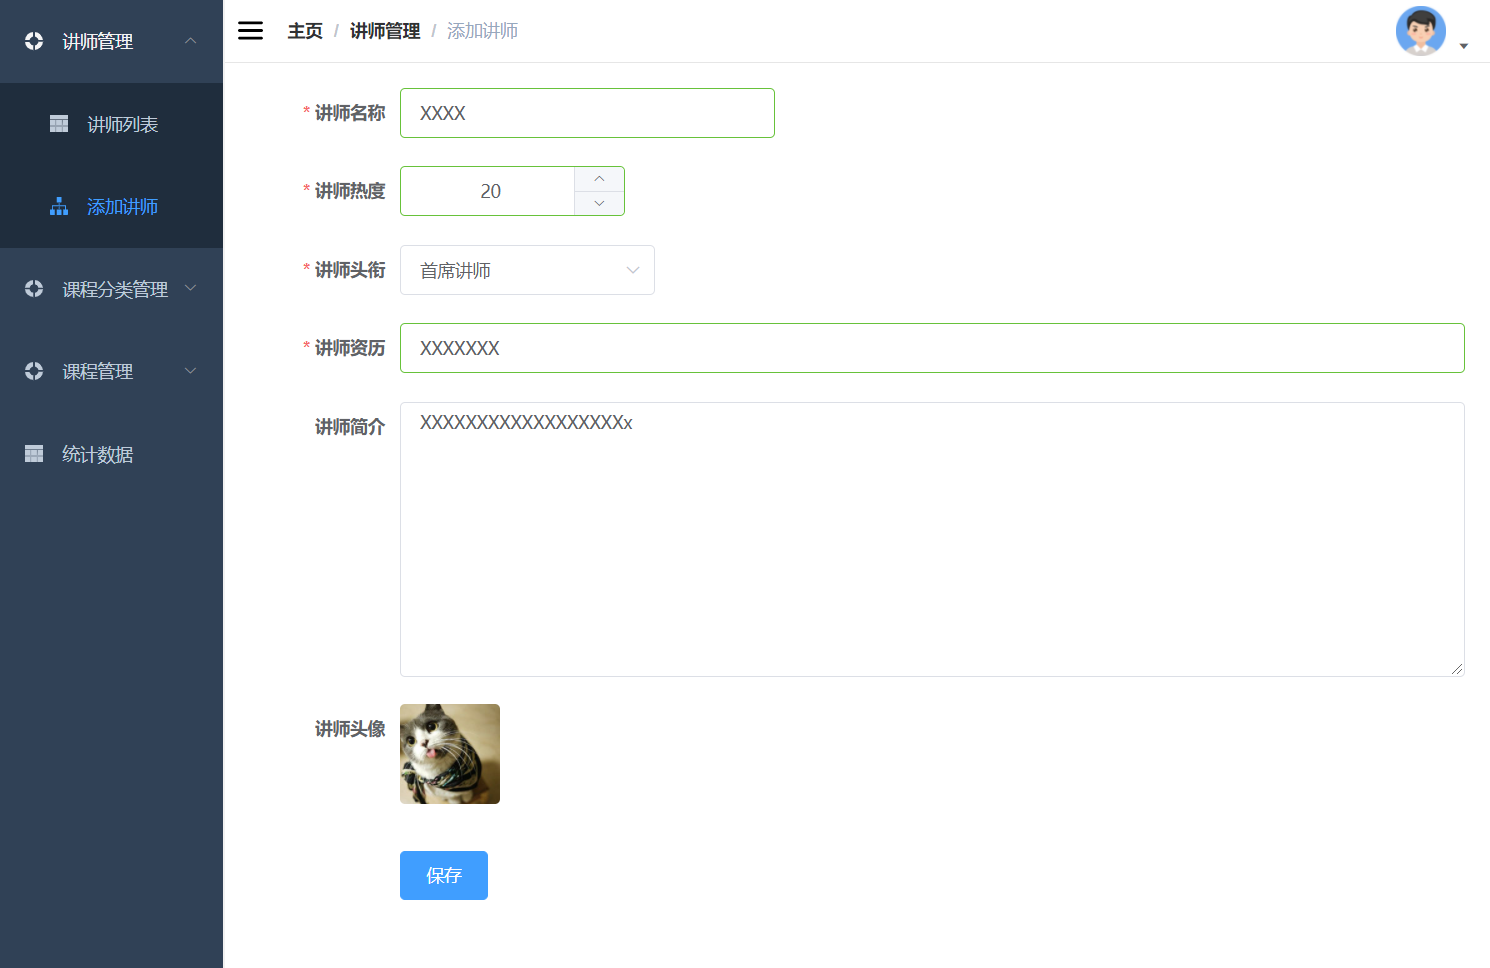 讲师管理
讲师列表
添加讲师
课程分类管理
课程管理
统计数据
主页 / 讲师管理 / 添加讲师
* 讲师名称 XXXX
* 讲师热度 20
* 讲师头衔 首席讲师
* 讲师资历 XXXXXXX
讲师简介 XXXXXXXXXXXXXXXXXXx
讲师头像
保存